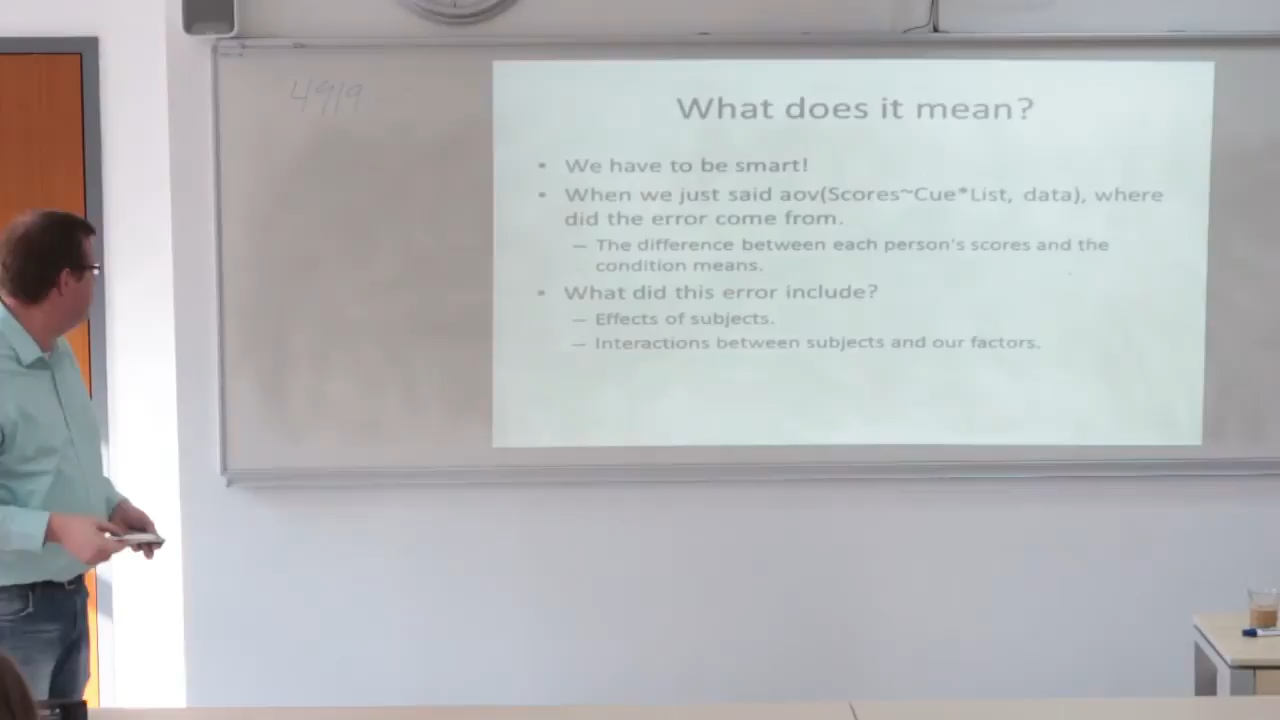 4919
What does it mean?
• We have to be smart!
• When we just said aov(Scores~Cue*List, data), where
did the error come from.
– The difference between each person's scores and the
condition means.
• What did this error include?
– Effects of subjects.
– Interactions between subjects and our factors.